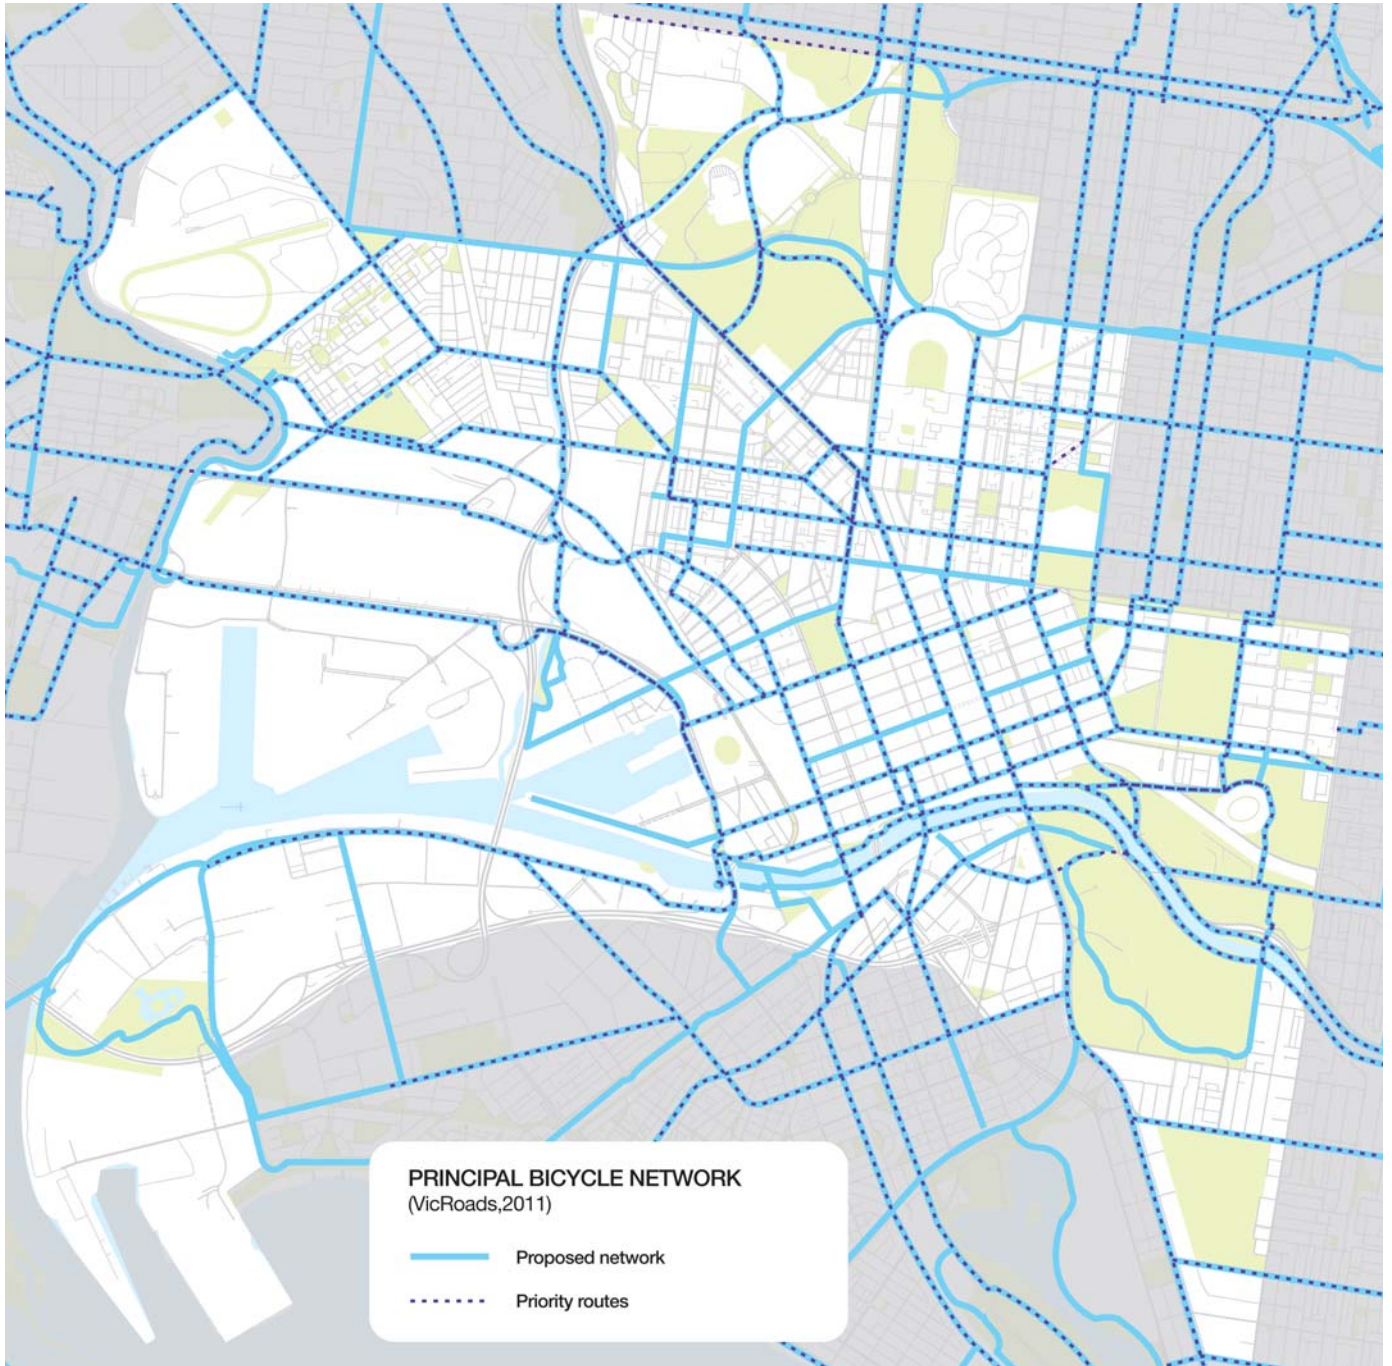 PRINCIPAL BICYCLE NETWORK
(VicRoads,2011)
Proposed network
Priority routes